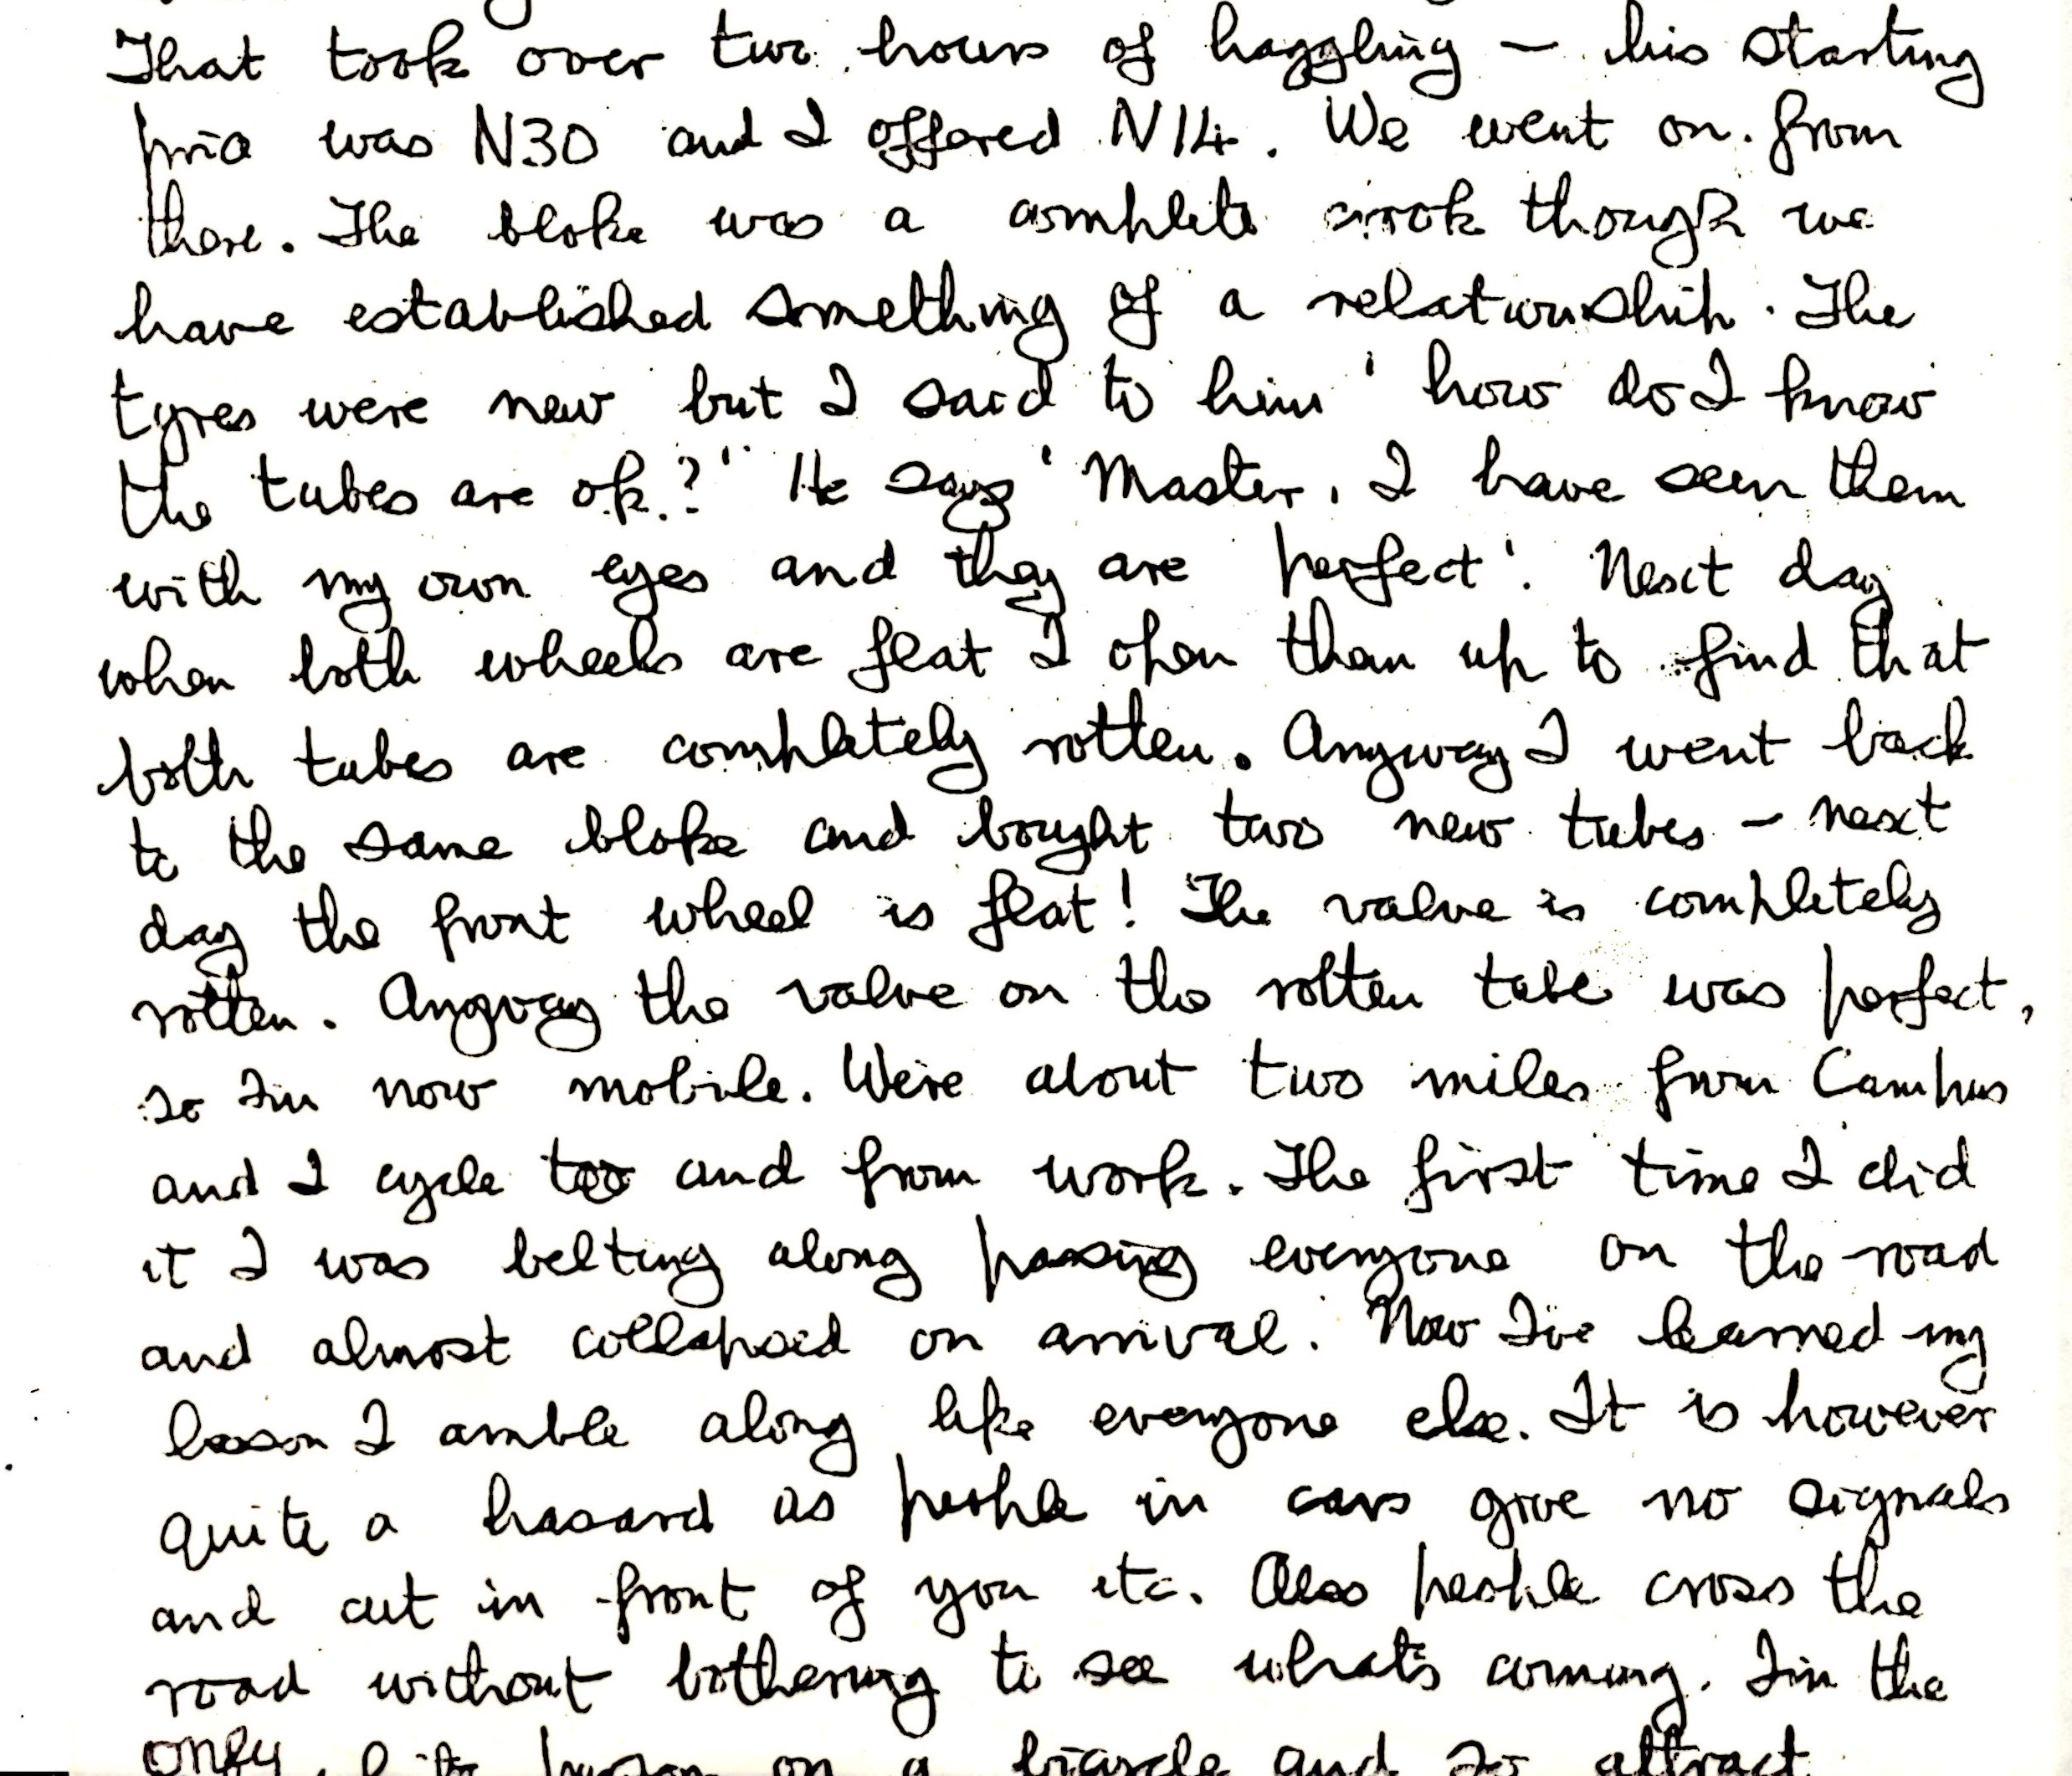 That took over two hours of haggling – his starting
price was N30 and I offered N14. We went on from
there. The bloke was a complete crook though we
have established something of a relationship. The
tyres were new but I said to him ' how do I know
the tubes are ok.?" He says ' Master, I have seen them
with my own eyes and they are perfect'. Next day
when both wheels are flat I open them up to find that
both tubes are completely rotten. Anyway I went back
to the same bloke and bought two new tubes – next
day the front wheel is flat! The valve is completely
rotten. Anyway the valve on the rotten tube was perfect,
so Im now mobile. We're about two miles from Campus
and I cycle too and from work. The first time I did
it I was belting along passing everyone on the road
and almost collapsed on arrival. Now I've learned my
lesson I amble along like everyone else. It is however
quite a hasard as people in cars give no signals
and cut in front of you etc. Also people cross the
road without bothering to see what's coming. Im the
only white person on a bicycle and so attract